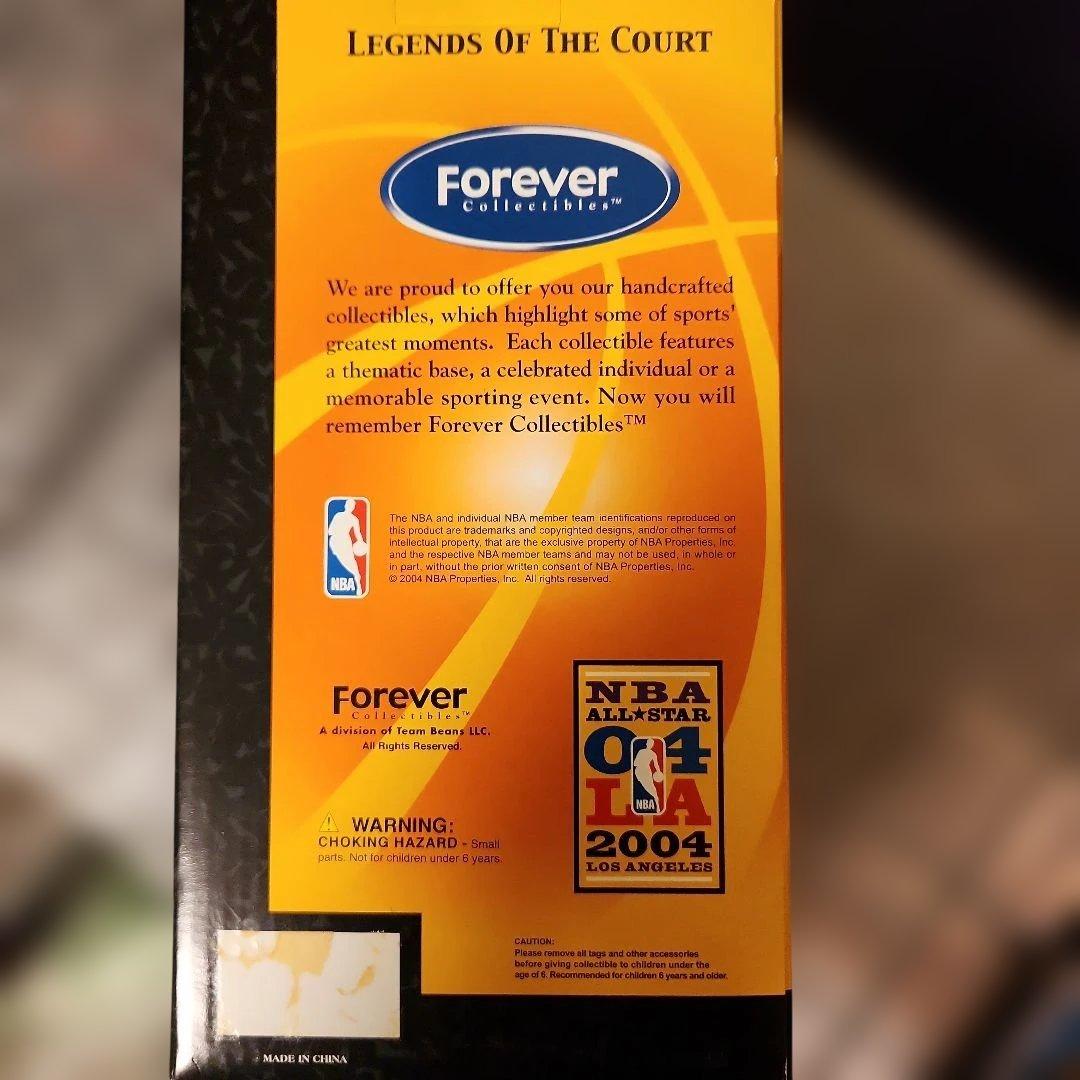 LEGENDS OF THE COURT
Forever
Collectibles™
We are proud to offer you our handcrafted
collectibles, which highlight some of sports'
greatest moments. Each collectible features
a thematic base, a celebrated individual or a
memorable sporting event. Now you will
remember Forever Collectibles™
NBA
The NBA and individual NBA member team identifications reproduced on
this product are trademarks and copyrighted designs, and/or other forms of
intellectual property, that are the exclusive property of NBA Properties, Inc.
and the respective NBA member teams and may not be used, in whole or
in part, without the prior written consent of NBA Properties, Inc.
© 2004 NBA Properties, Inc. All rights reserved.
Forever
Collectibles™
A division of Team Beans LLC.
All Rights Reserved.
NBA
ALL★STAR
04
NBA
LA
2004
LOS ANGELES
⚠ WARNING:
CHOKING HAZARD - Small
parts. Not for children under 6 years.
CAUTION:
Please remove all tags and other accessories
before giving collectible to children under the
age of 6. Recommended for children 6 years and older.
MADE IN CHINA